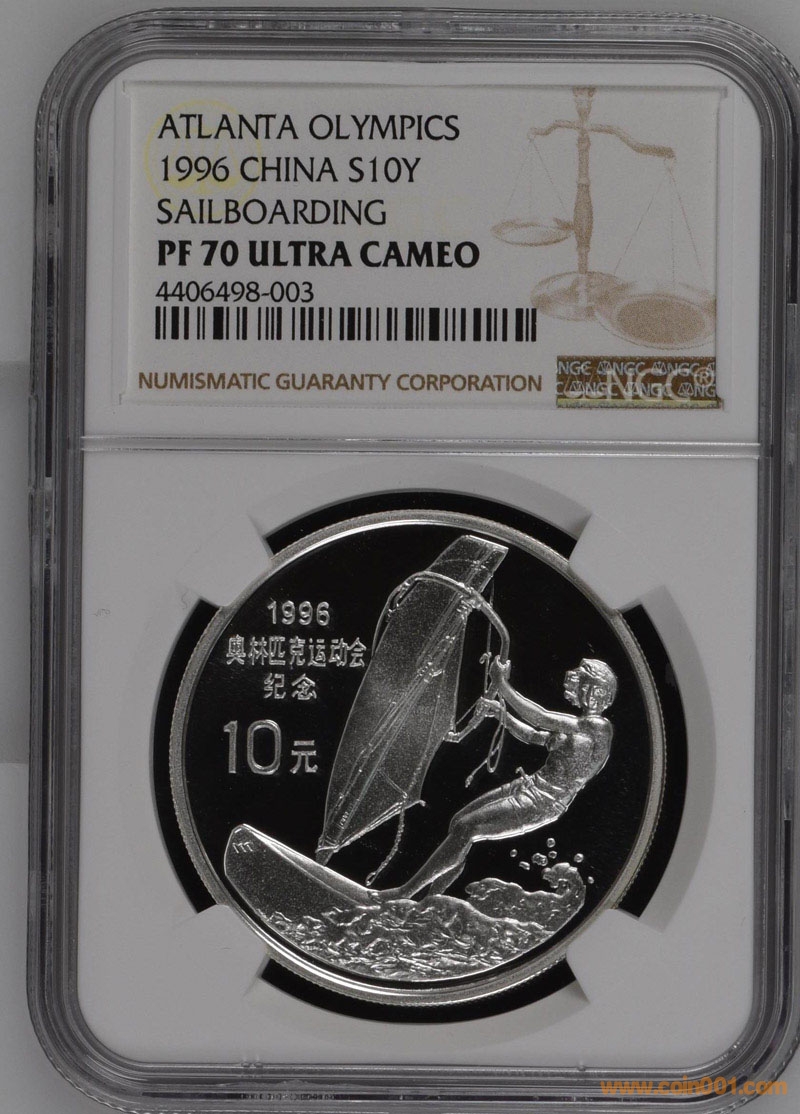 ATLANTA OLYMPICS
1996 CHINA S10Y
SAILBOARDING
PF 70 ULTRA CAMEO
4406498-003
NUMISMATIC GUARANTY CORPORATION
NGC®
1996
奥林匹克运动会
纪念
10元
www.coin001.com